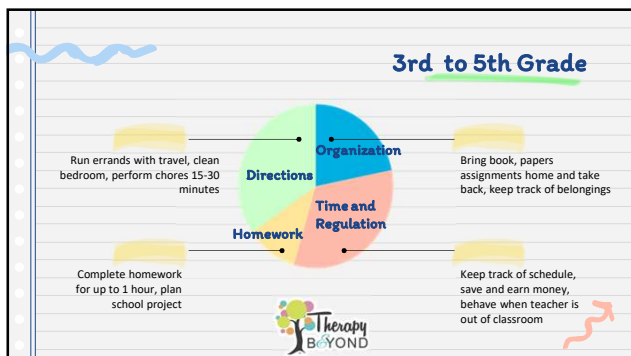 3rd to 5th Grade
Run errands with travel, clean
bedroom, perform chores 15-30
minutes
Organization
Directions
Time and
Regulation
Homework
Bring book, papers
assignments home and take
back, keep track of belongings
Complete homework
for up to 1 hour, plan
school project
Keep track of schedule,
save and earn money,
behave when teacher is
out of classroom
Therapy
BEYOND